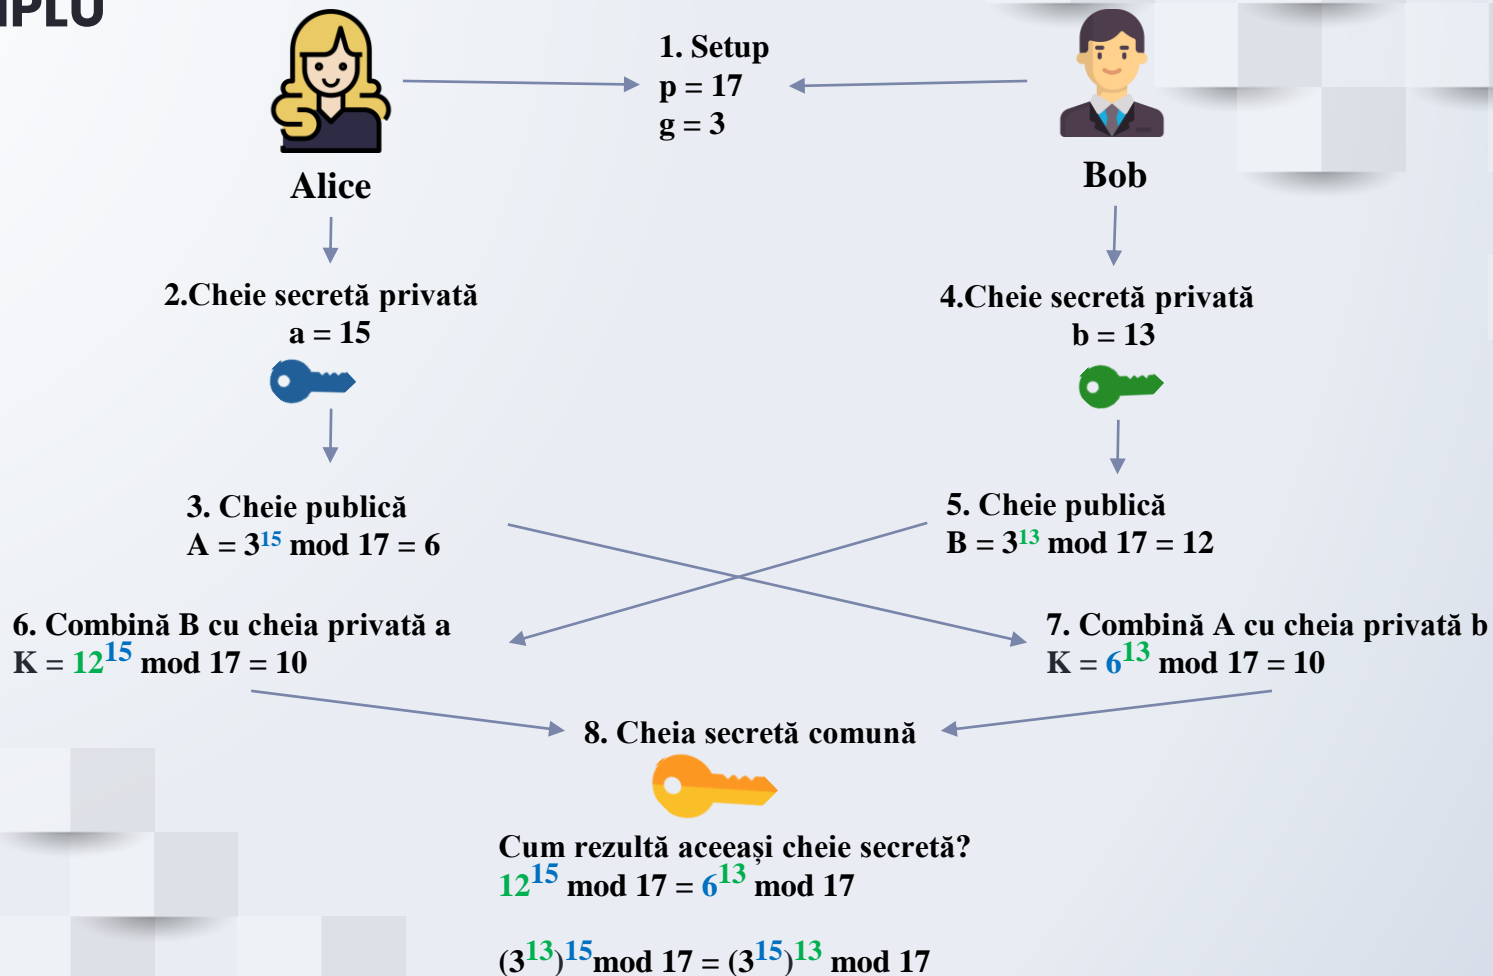 1. Setup
p = 17
g = 3
Alice
Bob
2.Cheie secretă privată
a = 15
4.Cheie secretă privată
b = 13
3. Cheie publică
A = 3¹⁵ mod 17 = 6
5. Cheie publică
B = 3¹³ mod 17 = 12
6. Combină B cu cheia privată a
K = 12¹⁵ mod 17 = 10
7. Combină A cu cheia privată b
K = 6¹³ mod 17 = 10
8. Cheia secretă comună
Cum rezultă aceeași cheie secretă?
12¹⁵ mod 17 = 6¹³ mod 17
(3¹³)¹⁵mod 17 = (3¹⁵)¹³ mod 17